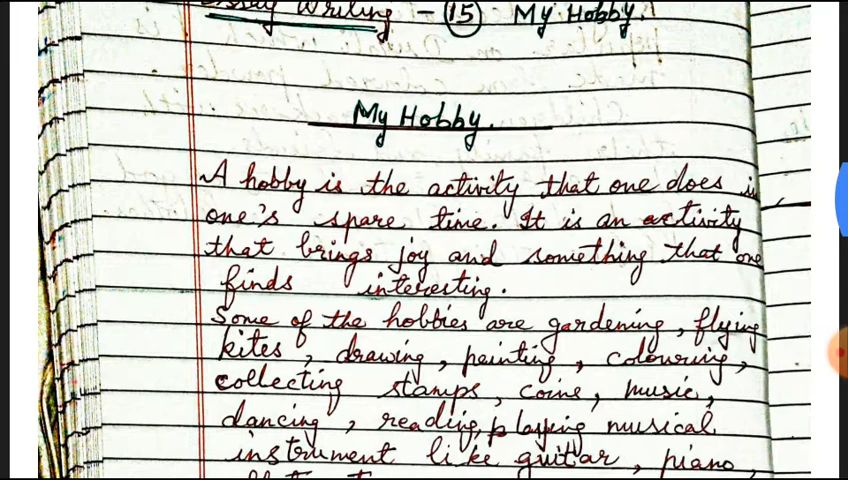 Essay Writing - 15 My Hobby.
My Hobby.
A hobby is the activity that one does in
one's spare time. It is an activity
that brings joy and something that one
finds interesting.
Some of the hobbies are gardening, flying
kites, drawing, painting, colouring,
collecting stamps, coins, music,
dancing, reading, playing musical
instrument like guitar, piano,